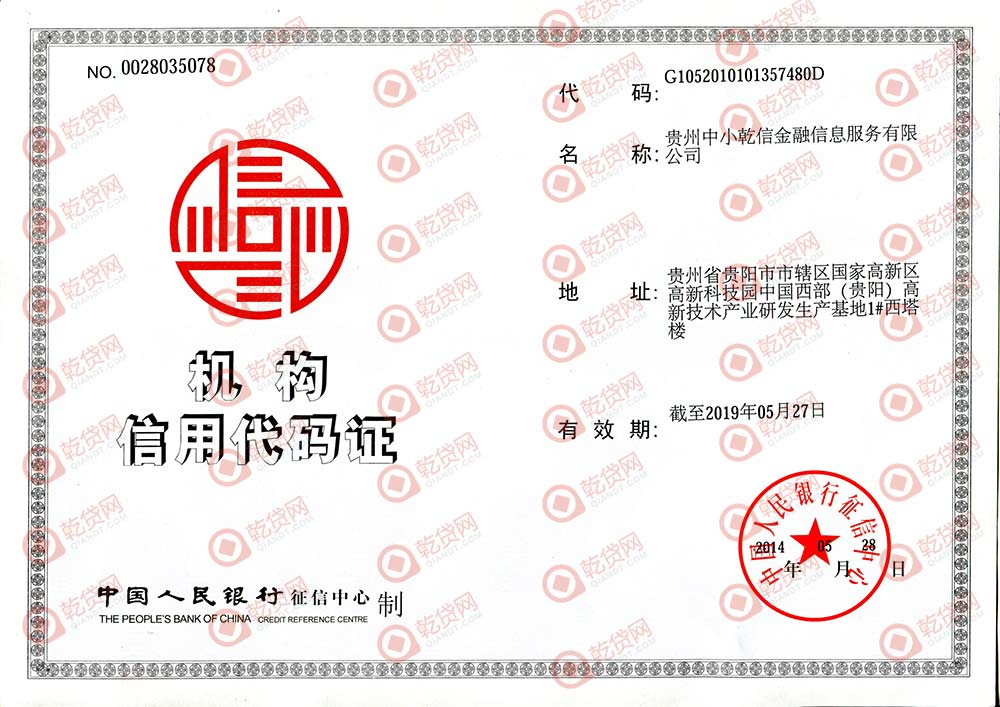 NO. 0028035078
机 构
信用代码证
中国人民银行 征信中心 制
THE PEOPLE'S BANK OF CHINA CREDIT REFERENCE CENTRE
代 码: G1052010101357480D
名 称: 贵州中小乾信金融信息服务有限
公司
地 址: 贵州省贵阳市市辖区国家高新区
高新科技园中国西部（贵阳）高
新技术产业研发生产基地1#西塔
楼
有 效 期: 截至2019年05月27日
中国人民银行征信中心
2014 05 28
年 月 日
乾贷网
QIANGT.COM